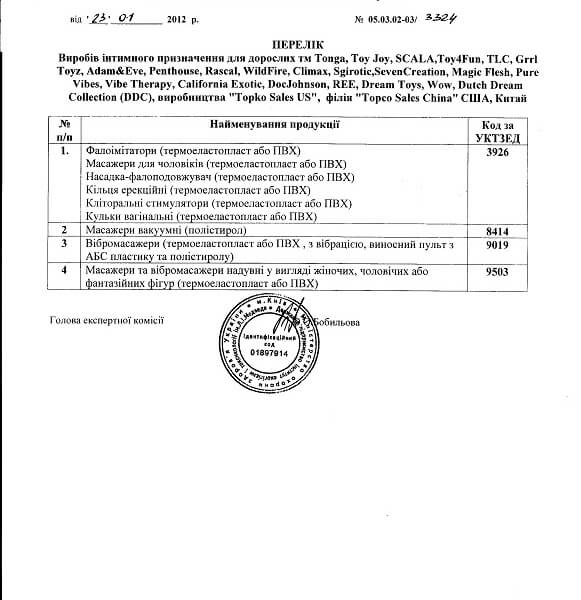 від "23" 01 2012 р. № 05.03.02-03/ 3324
ПЕРЕЛІК
Виробів інтимного призначення для дорослих тм Tonga, Toy Joy, SCALA,Toy4Fun, TLC, Grrl
Toyz, Adam&Eve, Penthouse, Rascal, WildFire, Climax, Sgirotic,SevenCreation, Magic Flesh, Pure
Vibes, Vibe Therapy, California Exotic, DocJohnson, REE, Dream Toys, Wow, Dutch Dream
Collection (DDC), виробництва "Topko Sales US", філія "Topco Sales China" США, Китай
№ Найменування продукції Код за
п/п УКТЗЕД
1. Фалоімітатори (термоеластопласт або ПВХ) 3926
Масажери для чоловіків (термоеластопласт або ПВХ)
Насадка-фалоподовжувач (термоеластопласт або ПВХ)
Кільця ерекційні (термоеластопласт або ПВХ)
Кліторальні стимулятори (термоеластопласт або ПВХ)
Кульки вагінальні (термоеластопласт або ПВХ)
2 Масажери вакуумні (полістирол) 8414
3 Вібромасажери (термоеластопласт або ПВХ , з вібрацією, виносний пульт з 9019
АБС пластику та полістиролу)
4 Масажери та вібромасажери надувні у вигляді жіночих, чоловічих або 9503
фантазійних фігур (термоеластопласт або ПВХ)
Голова експертної комісії Бобильова
Ідентифікаційний
код
01897914